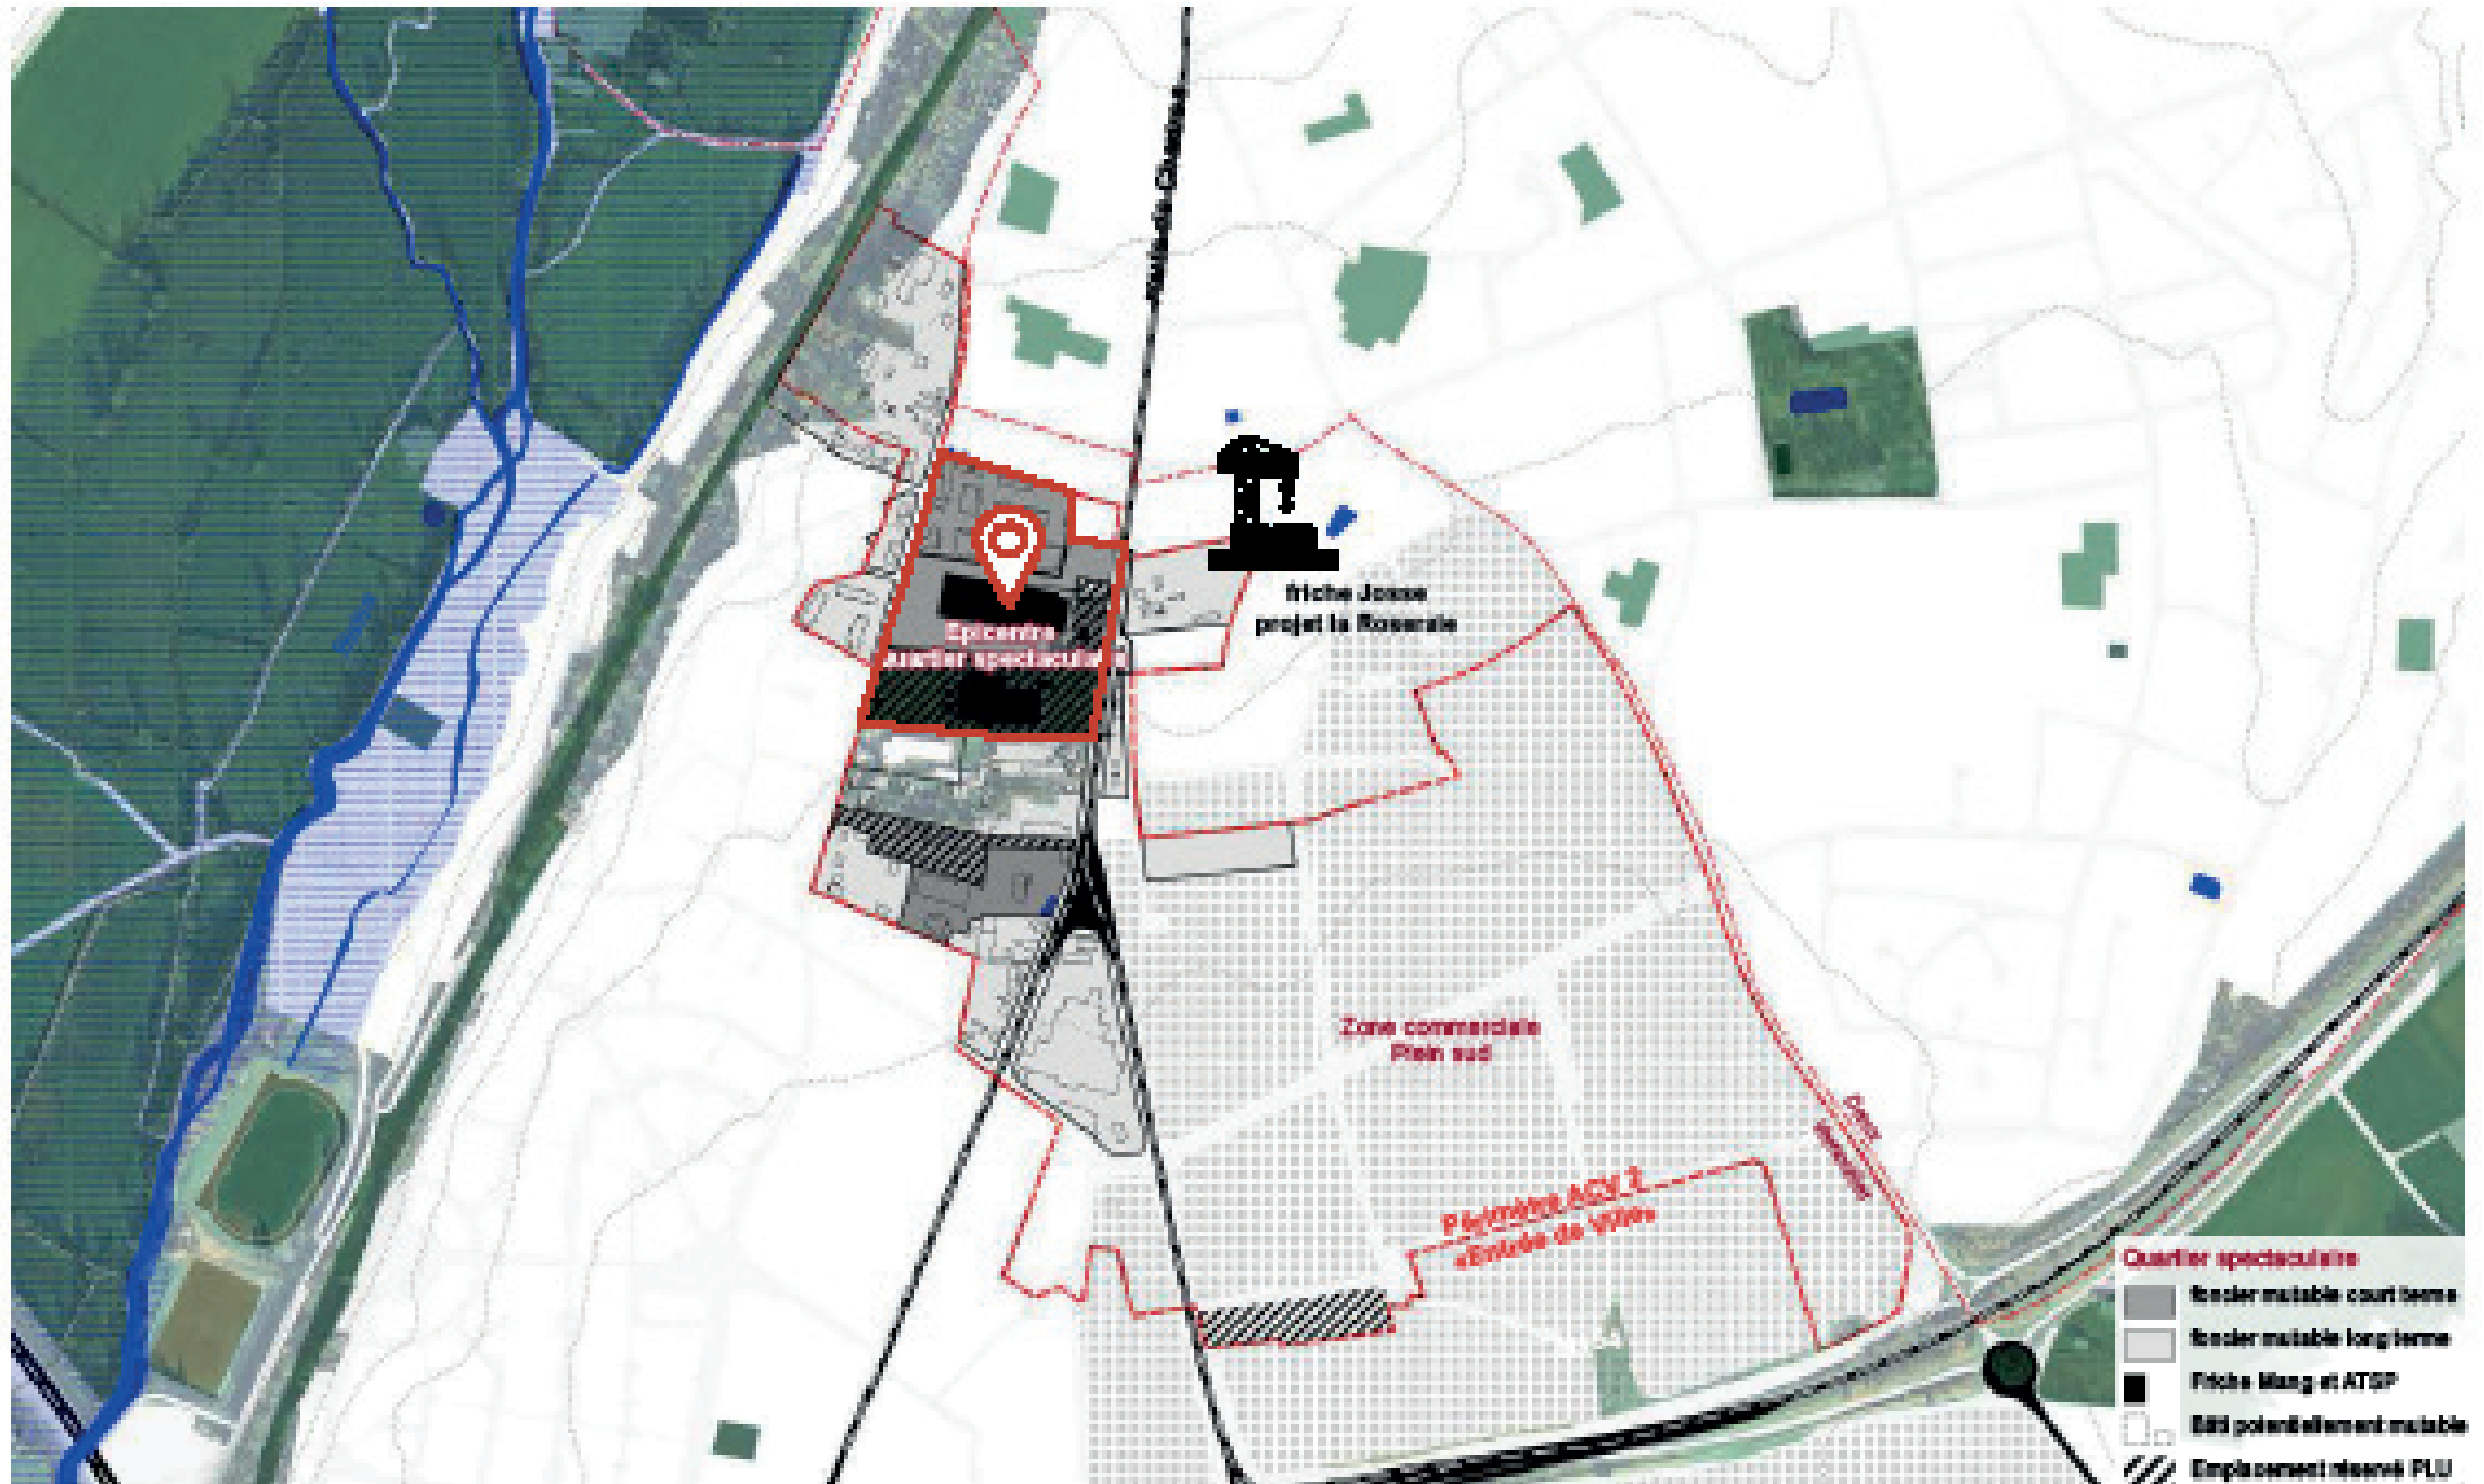 friche Josse
projet la Roseraie
Epicentre
quartier spectaculaire
Zone commerciale
Plein sud
Périmètre ACV 2
«Entrée de Ville»
Quartier spectaculaire
foncier mutable court terme
foncier mutable long terme
Friche Mang et ATSP
Bâti potentiellement mutable
Emplacement réservé PLU